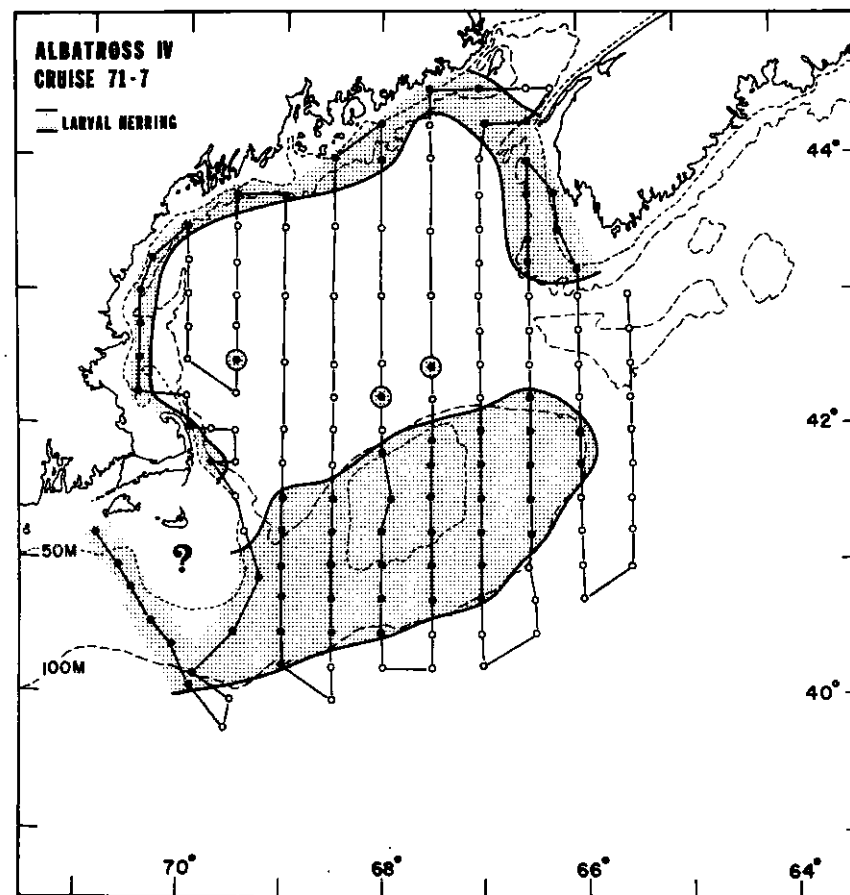 ALBATROSS IV
CRUISE 71-7
LARVAL HERRING
44°
42°
?
50M
100M
40°
70° 68° 66° 64°